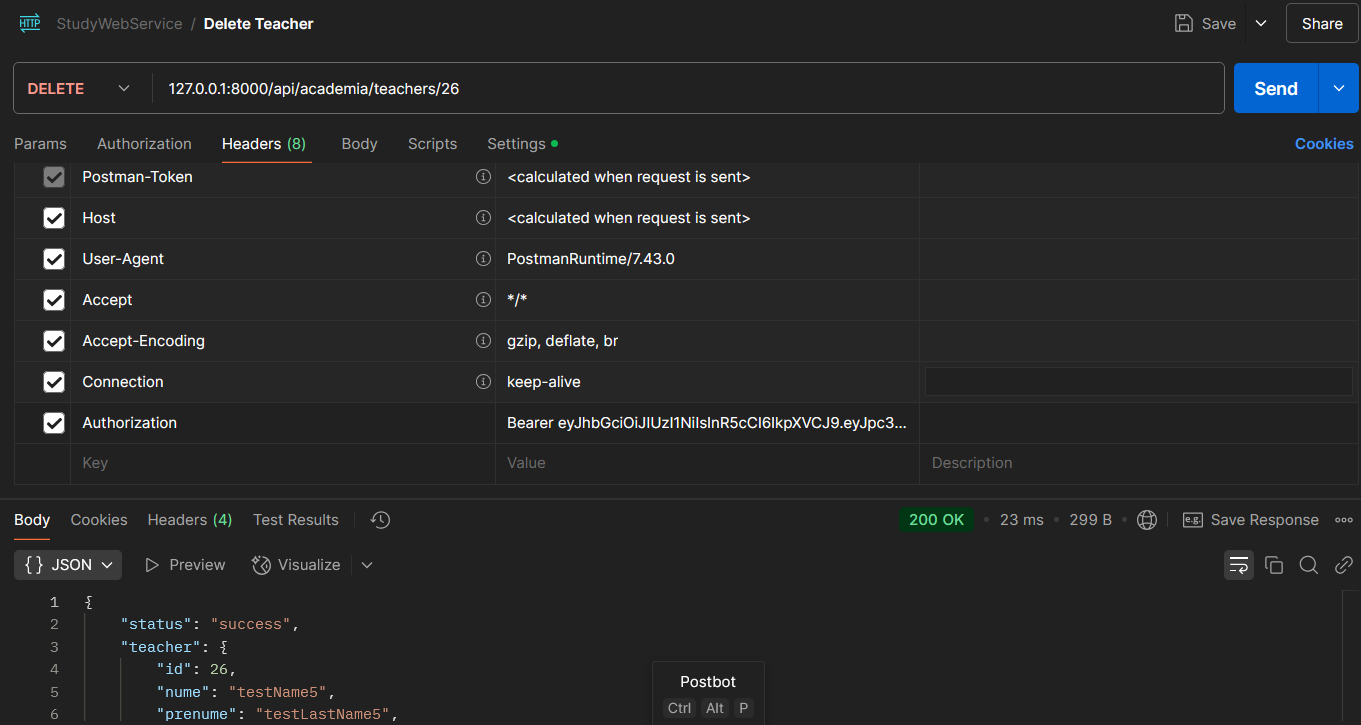 HTTP StudyWebService / Delete Teacher Save Share
DELETE 127.0.0.1:8000/api/academia/teachers/26 Send
Params Authorization Headers (8) Body Scripts Settings Cookies
Postman-Token <calculated when request is sent>
Host <calculated when request is sent>
User-Agent PostmanRuntime/7.43.0
Accept */*
Accept-Encoding gzip, deflate, br
Connection keep-alive
Authorization Bearer eyJhbGciOiJIUzI1NiIsInR5cCI6IkpXVCJ9.eyJpc3...
Key Value Description
Body Cookies Headers (4) Test Results 200 OK • 23 ms • 299 B • e.g. Save Response
{} JSON Preview Visualize
1 {
2 "status": "success",
3 "teacher": {
4 "id": 26,
5 "nume": "testName5",
6 "prenume": "testLastName5",
Postbot
Ctrl Alt P